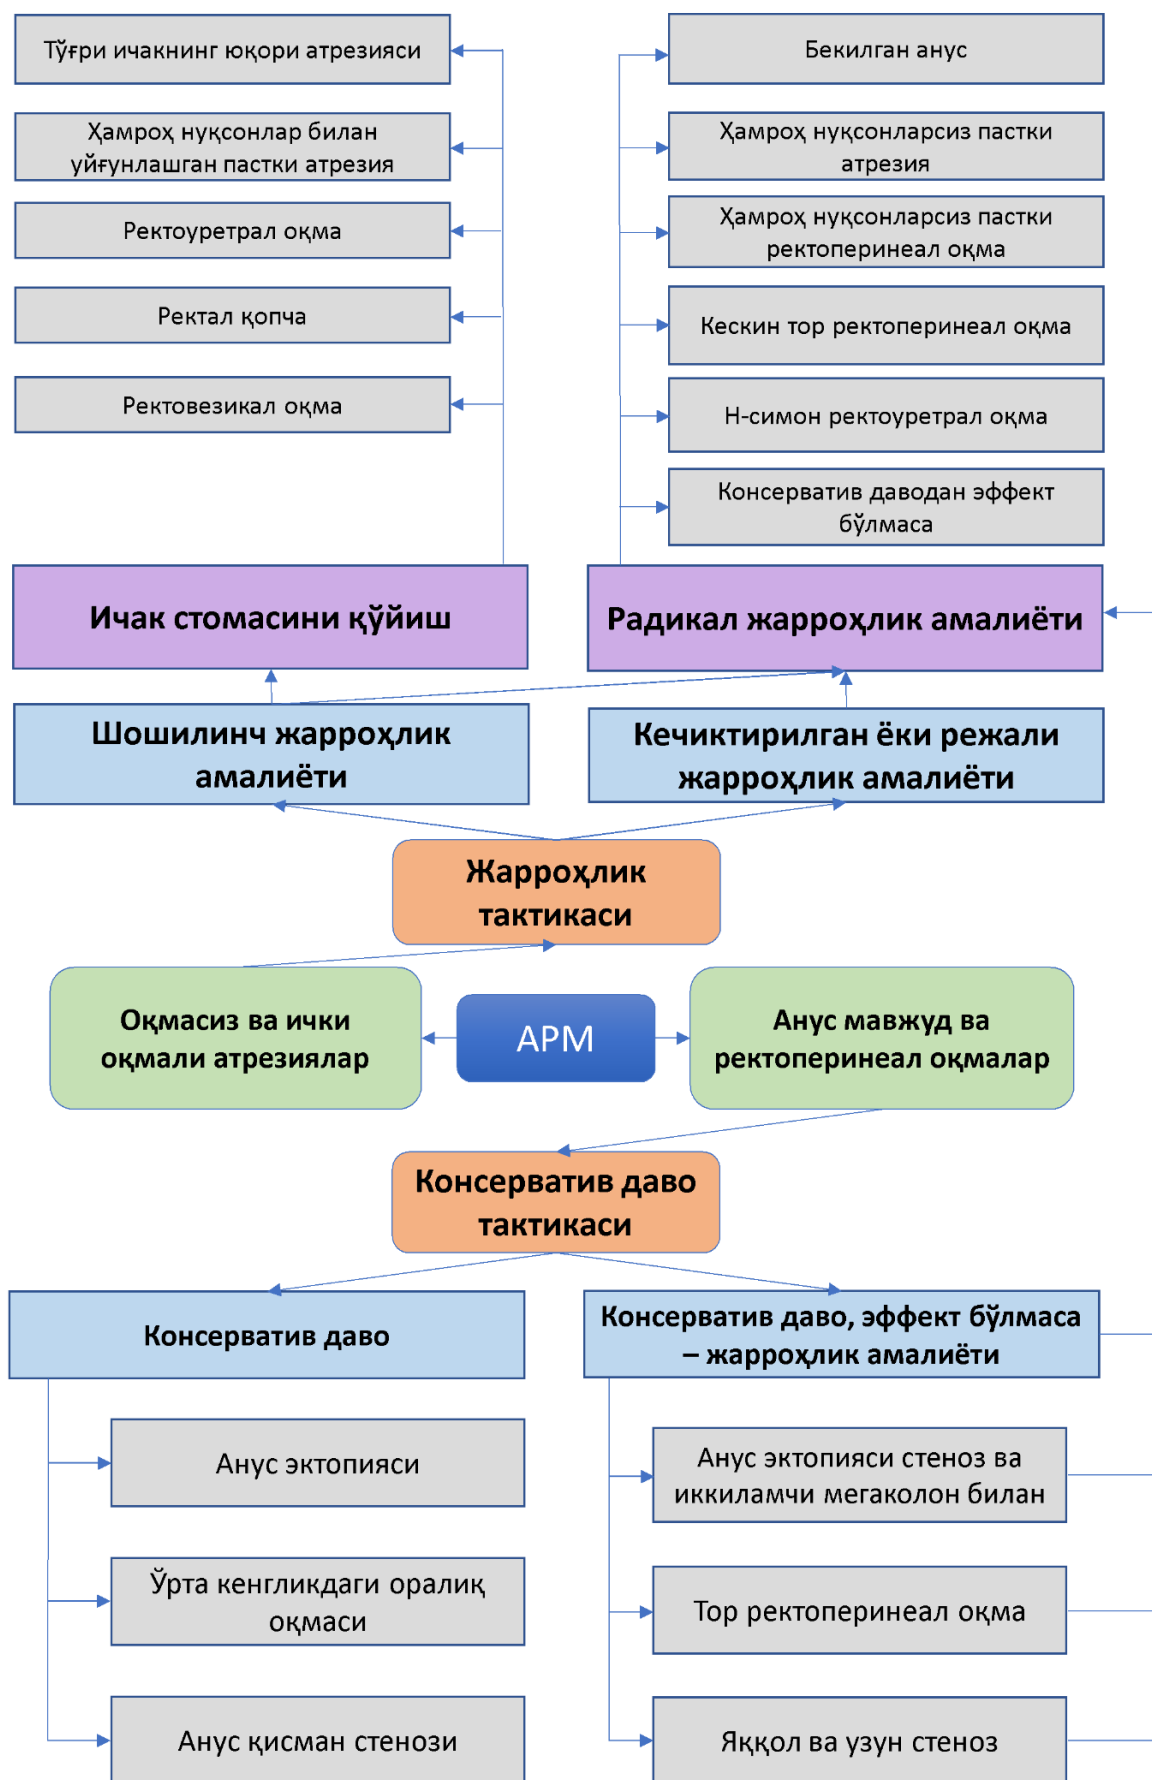 Тўғри ичакнинг юқори атрезияси
Ҳамроҳ нуқсонлар билан
уйғунлашган пастки атрезия
Ректоуретрал оқма
Ректал қопча
Ректовезикал оқма
Бекилган анус
Ҳамроҳ нуқсонларсиз пастки
атрезия
Ҳамроҳ нуқсонларсиз пастки
ректоперинеал оқма
Кескин тор ректоперинеал оқма
Н-симон ректоуретрал оқма
Консерватив даводан эффект
бўлмаса
Ичак стомасини қўйиш
Радикал жарроҳлик амалиёти
Шошилинч жарроҳлик
амалиёти
Кечиктирилган ёки режали
жарроҳлик амалиёти
Жарроҳлик
тактикаси
Оқмасиз ва ички
оқмали атрезиялар
АРМ
Анус мавжуд ва
ректоперинеал оқмалар
Консерватив даво
тактикаси
Консерватив даво
Консерватив даво, эффект бўлмаса
– жарроҳлик амалиёти
Анус эктопияси
Ўрта кенгликдаги оралиқ
оқмаси
Анус қисман стенози
Анус эктопияси стеноз ва
иккиламчи мегаколон билан
Тор ректоперинеал оқма
Яққол ва узун стеноз